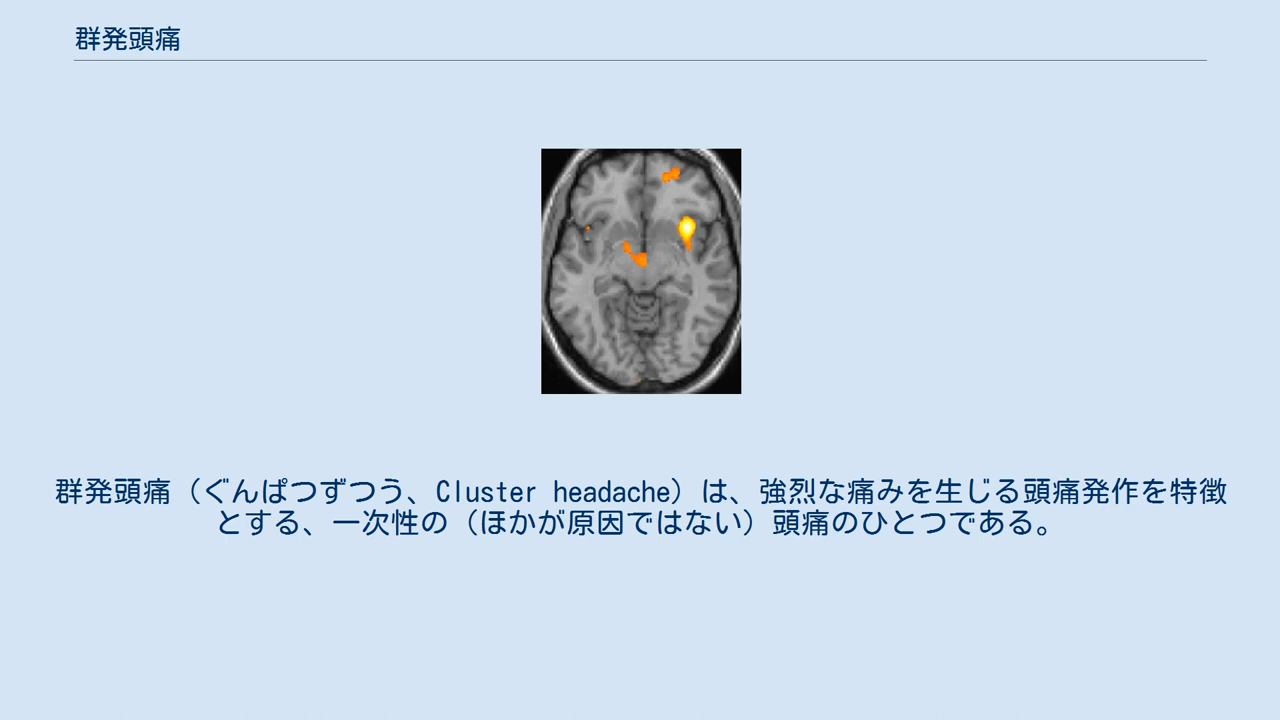 群発頭痛
群発頭痛（ぐんぱつずつう、Cluster headache）は、強烈な痛みを生じる頭痛発作を特徴
とする、一次性の（ほかが原因ではない）頭痛のひとつである。